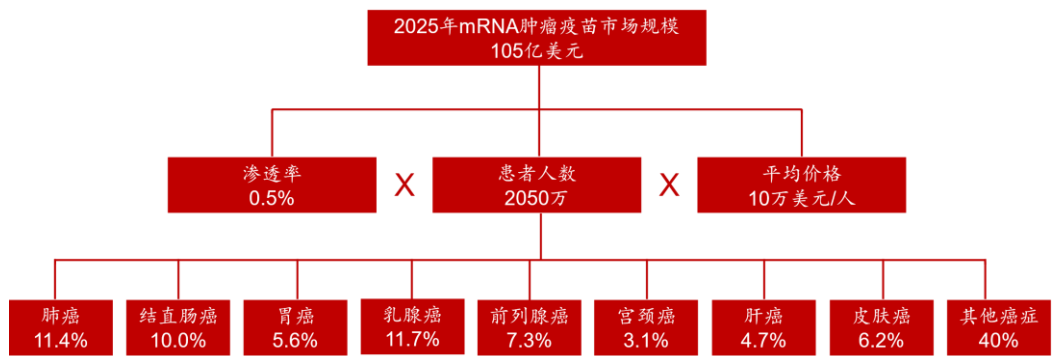 2025年mRNA肿瘤疫苗市场规模
105亿美元
渗透率
0.5%
X
患者人数
2050万
X
平均价格
10万美元/人
肺癌
11.4%
结直肠癌
10.0%
胃癌
5.6%
乳腺癌
11.7%
前列腺癌
7.3%
宫颈癌
3.1%
肝癌
4.7%
皮肤癌
6.2%
其他癌症
40%